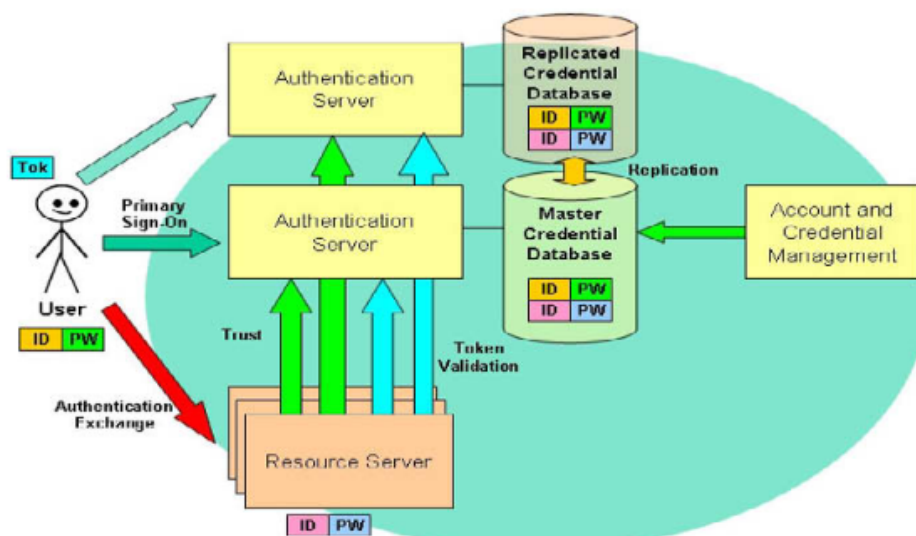 Authentication
Server
Replicated
Credential
Database
ID PW
ID PW
Tok
Primary
Sign-On
Replication
Authentication
Server
Master
Credential
Database
ID PW
ID PW
Account and
Credential
Management
User
ID PW
Trust
Token
Validation
Authentication
Exchange
Resource Server
ID PW